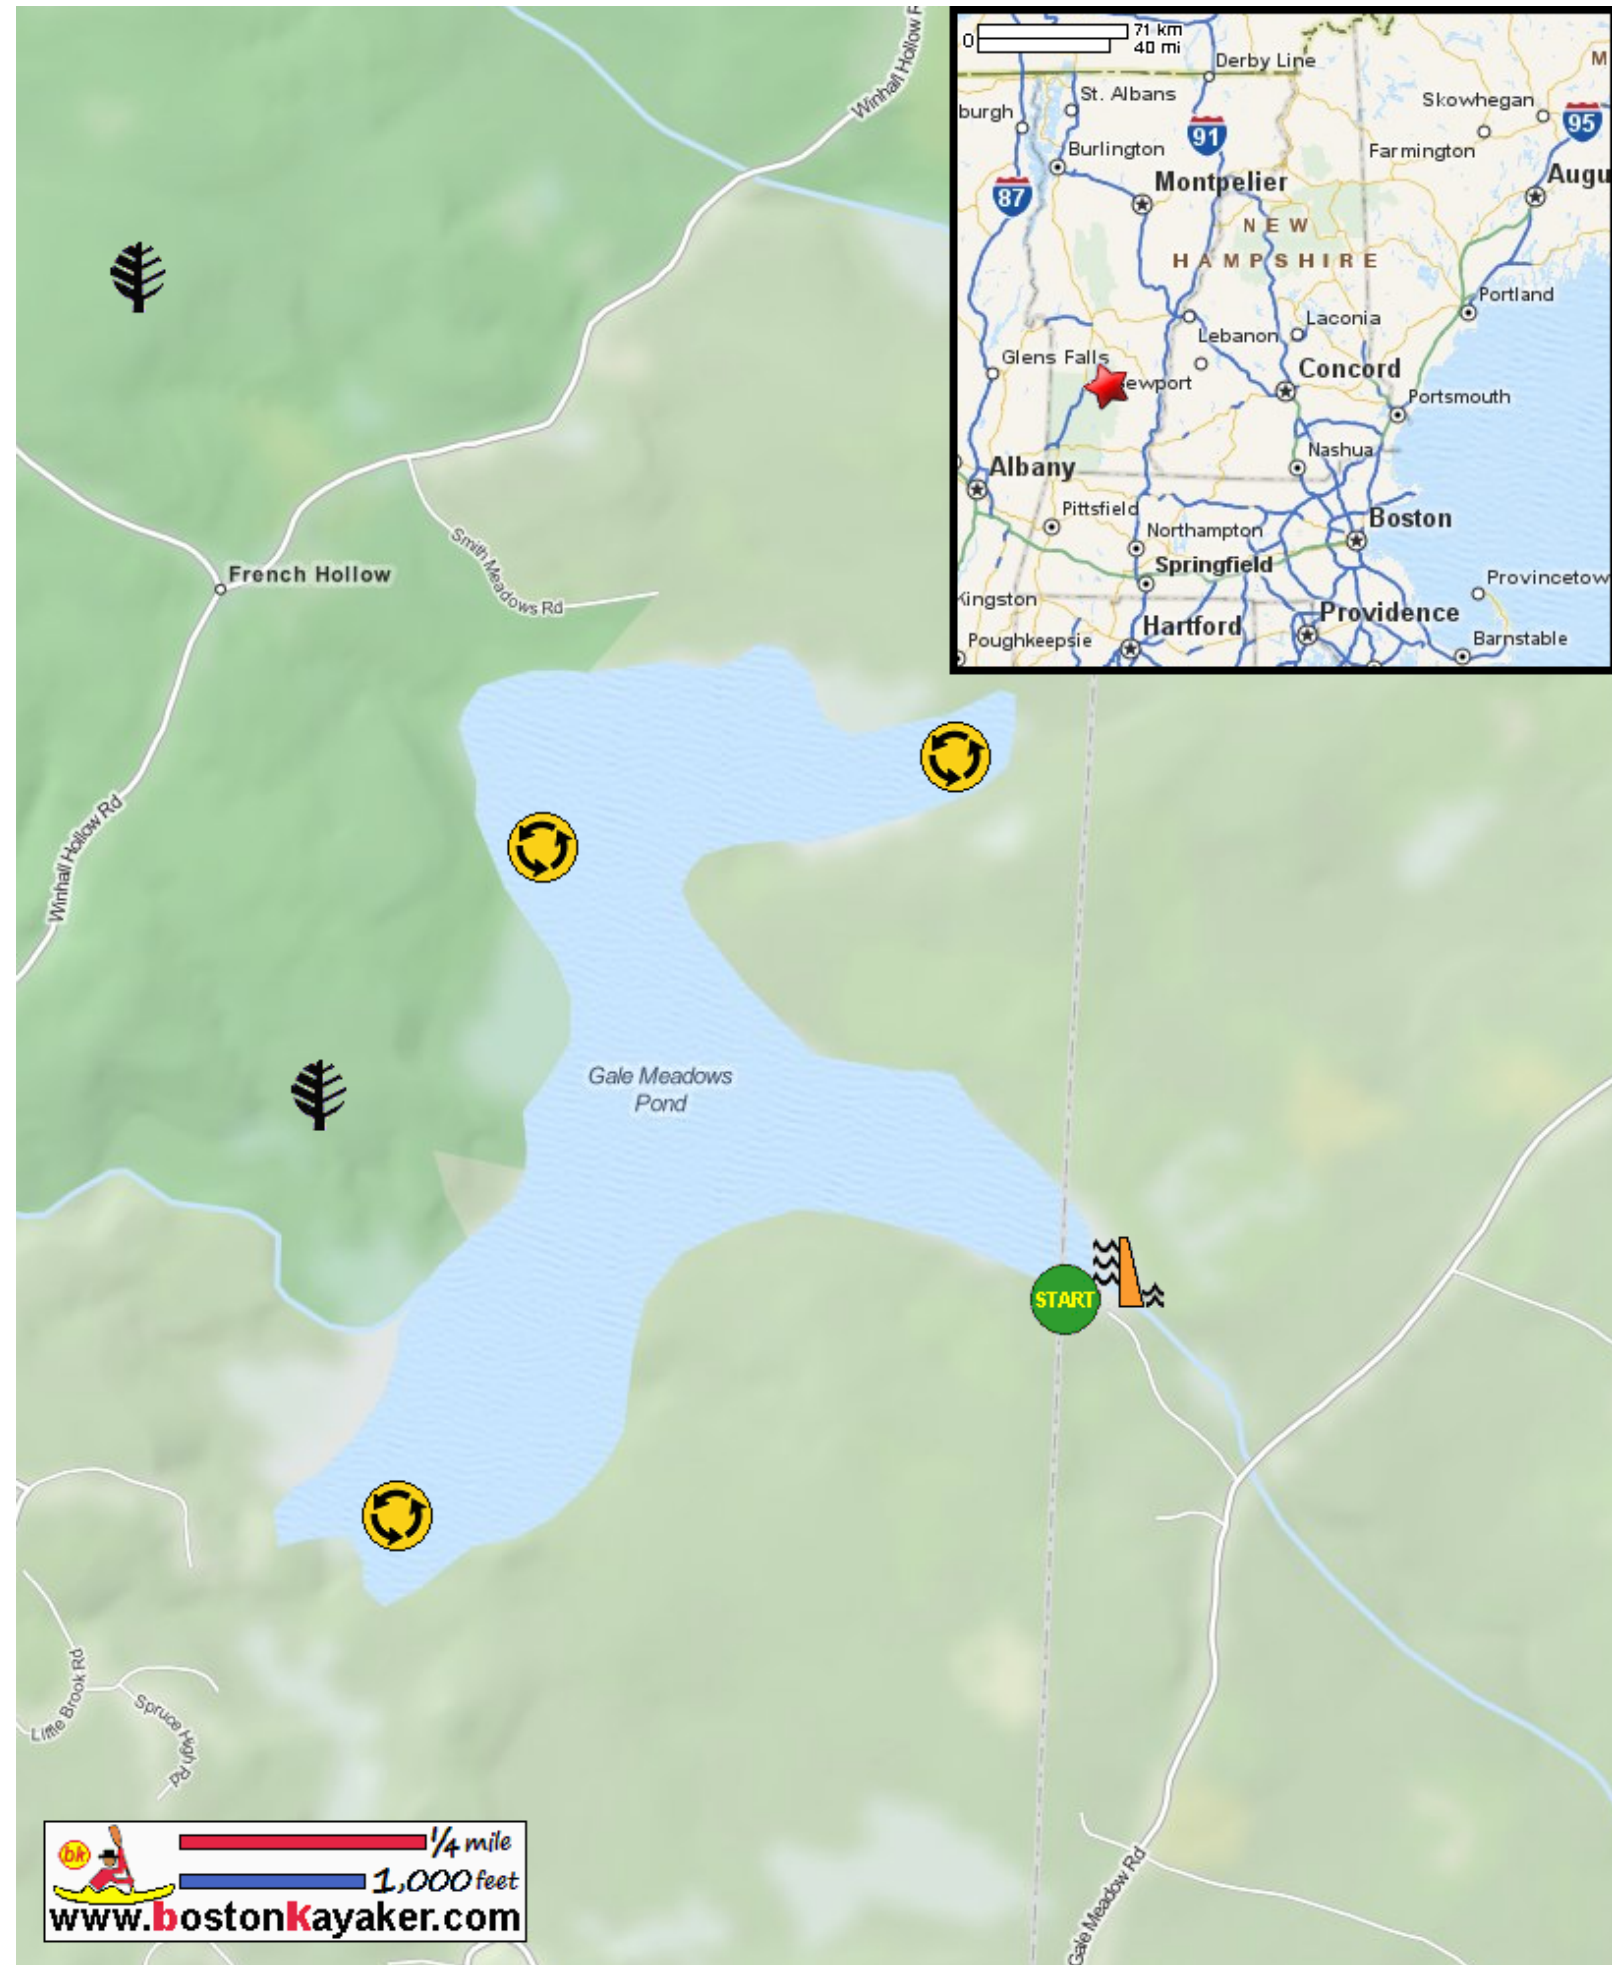 Winhall Hollow R
French Hollow
Smith Meadows Rd
Winhall Hollow Rd
Gale Meadows
Pond
START
Little Brook Rd
Spruce High Rd
Gale Meadow Rd
0
71 km
40 mi
Derby Line
M
St. Albans
Skowhegan
burgh
91
95
Burlington
Farmington
87
Montpelier
Augu
NEW
HAMPSHIRE
Portland
Laconia
Lebanon
Glens Falls
Concord
ewport
Portsmouth
Nashua
Albany
Pittsfield
Boston
Northampton
Springfield
Provincetow
Kingston
Providence
Hartford
Poughkeepsie
Barnstable
bk
1/4 mile
1,000 feet
www.bostonkayaker.com